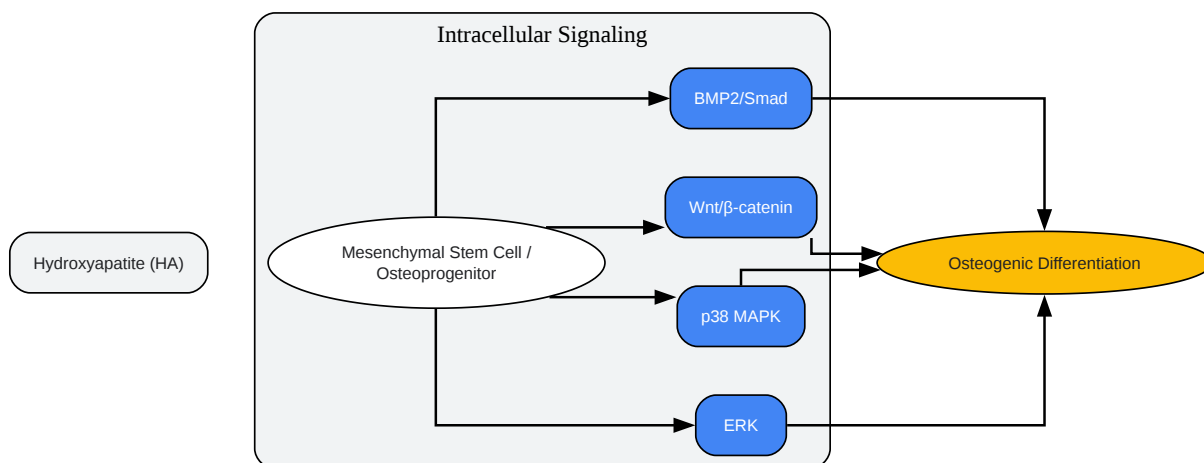 Intracellular Signaling
BMP2/Smad
Wnt/β-catenin
Hydroxyapatite (HA)
Mesenchymal Stem Cell /
Osteoprogenitor
Osteogenic Differentiation
p38 MAPK
ERK